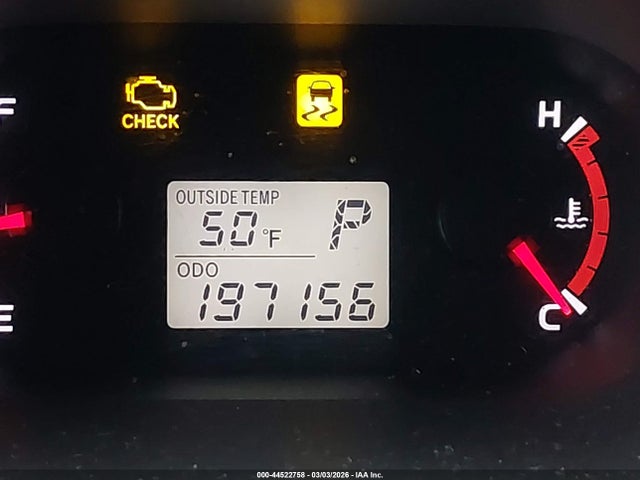 F
CHECK
H
OUTSIDE TEMP
50°F P
ODO
197156
E
C
000-44522758 - 03/03/2026 - IAA Inc.